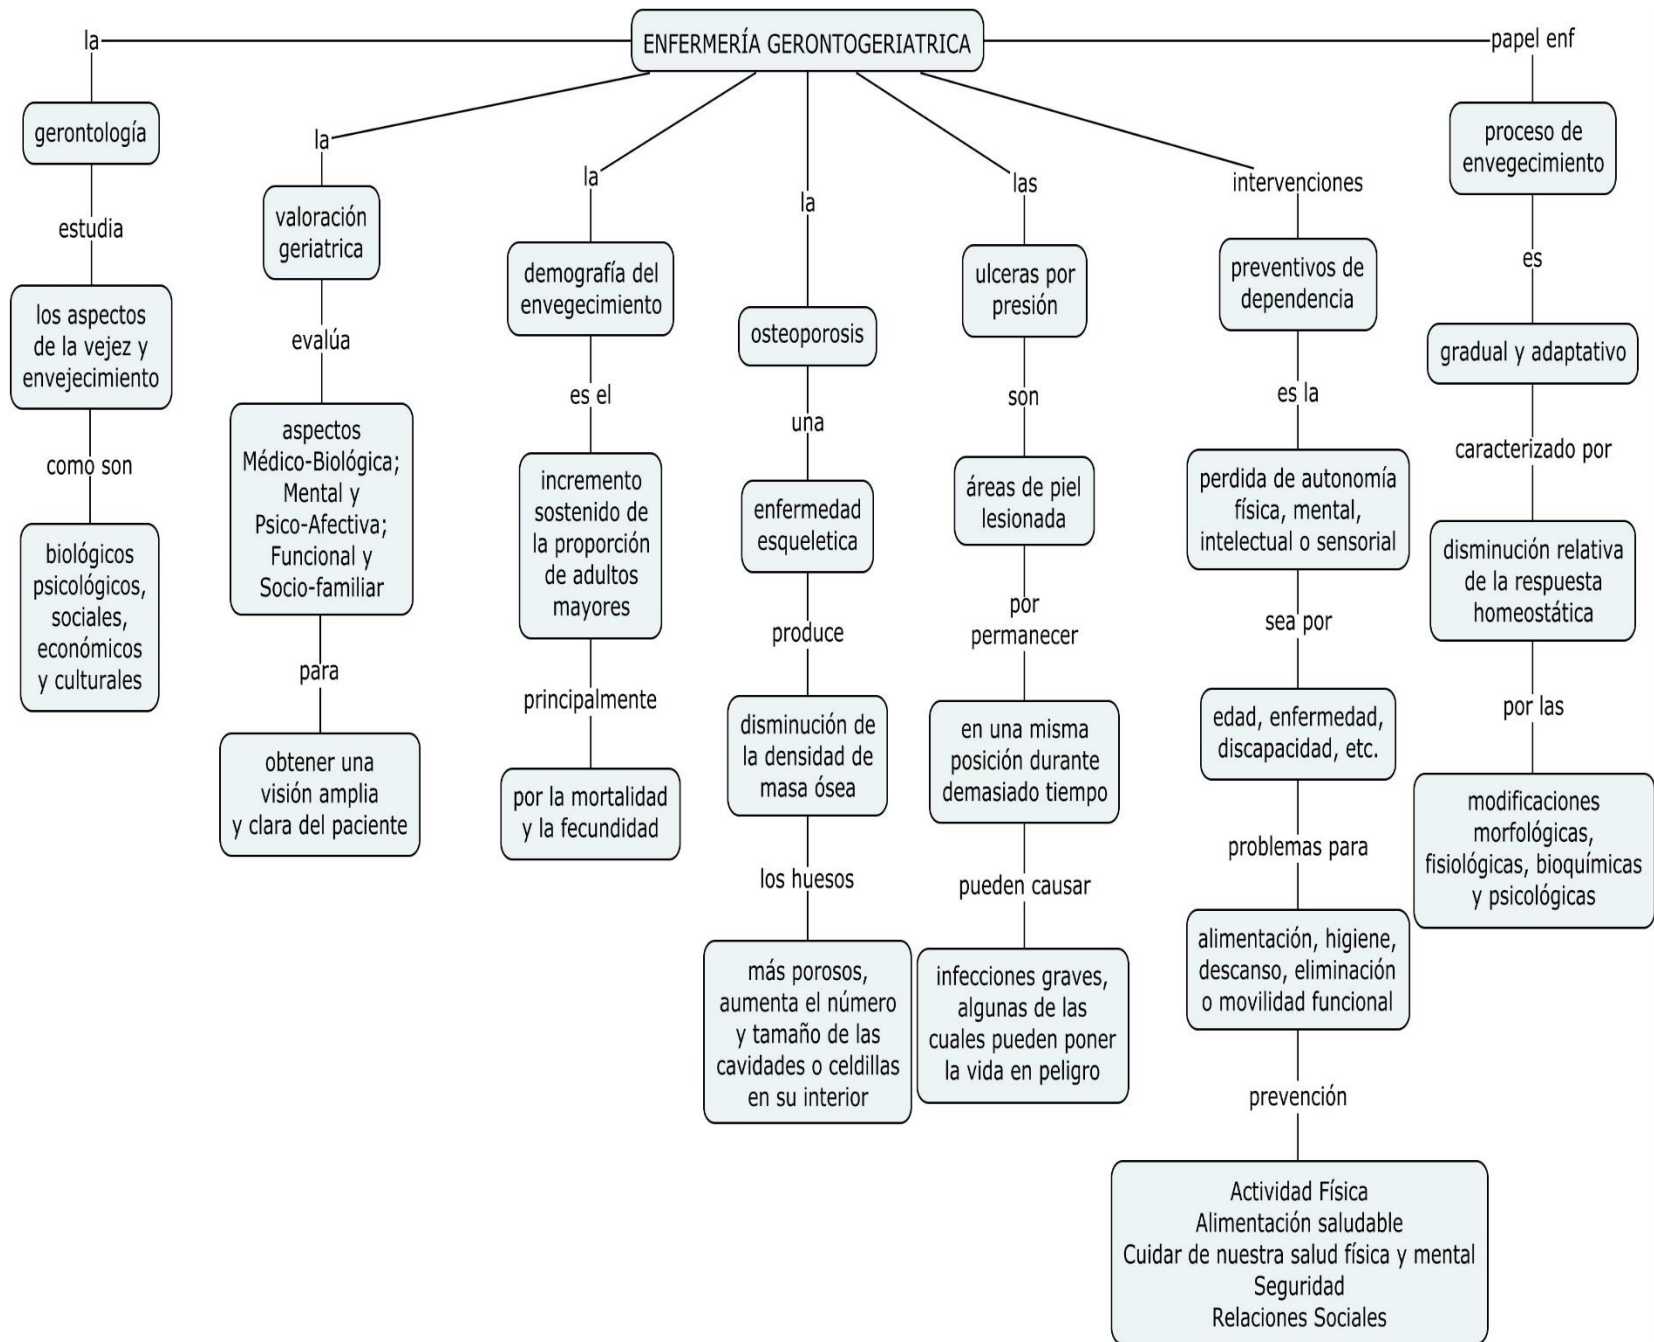 ENFERMERÍA GERONTOGERIATRICA
la
gerontología
estudia
los aspectos
de la vejez y
envejecimiento
como son
biológicos
psicológicos,
sociales,
económicos
y culturales
la
valoración
geriatrica
evalúa
aspectos
Médico-Biológica;
Mental y
Psico-Afectiva;
Funcional y
Socio-familiar
para
obtener una
visión amplia
y clara del paciente
la
demografía del
envegecimiento
es el
incremento
sostenido de
la proporción
de adultos
mayores
principalmente
por la mortalidad
y la fecundidad
la
osteoporosis
una
enfermedad
esqueletica
produce
disminución de
la densidad de
masa ósea
los huesos
más porosos,
aumenta el número
y tamaño de las
cavidades o celdillas
en su interior
las
ulceras por
presión
son
áreas de piel
lesionada
por
permanecer
en una misma
posición durante
demasiado tiempo
pueden causar
infecciones graves,
algunas de las
cuales pueden poner
la vida en peligro
intervenciones
preventivos de
dependencia
es la
perdida de autonomía
física, mental,
intelectual o sensorial
sea por
edad, enfermedad,
discapacidad, etc.
problemas para
alimentación, higiene,
descanso, eliminación
o movilidad funcional
prevención
Actividad Física
Alimentación saludable
Cuidar de nuestra salud física y mental
Seguridad
Relaciones Sociales
papel enf
proceso de
envegecimiento
es
gradual y adaptativo
caracterizado por
disminución relativa
de la respuesta
homeostática
por las
modificaciones
morfológicas,
fisiológicas, bioquímicas
y psicológicas